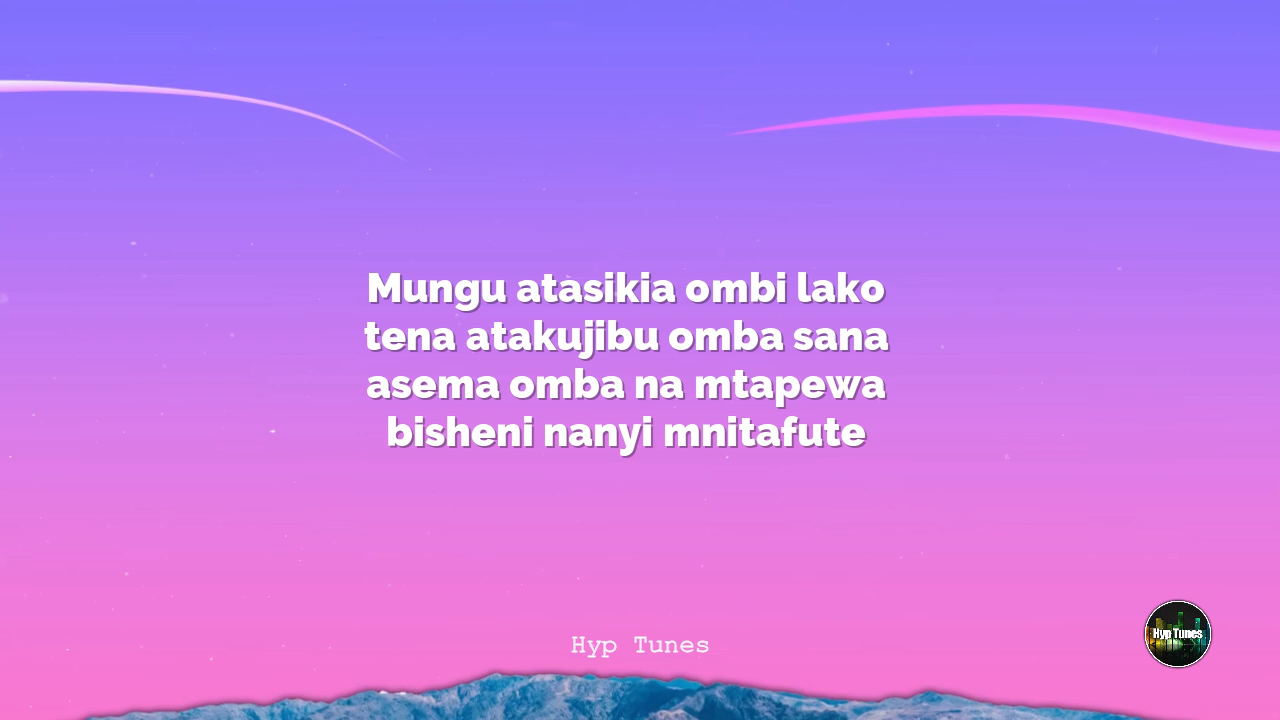 Mungu atasikia ombi lako
tena atakujibu omba sana
asema omba na mtapewa
bisheni nanyi mnitafute
Hyp Tunes
Hyp Tunes